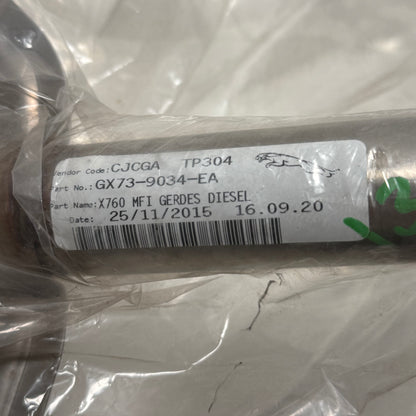 Vendor Code: CJCGA TP304
Part No.: GX73-9034-EA
Part Name: X760 MFI GERDES DIESEL
Date: 25/11/2015 16.09.20